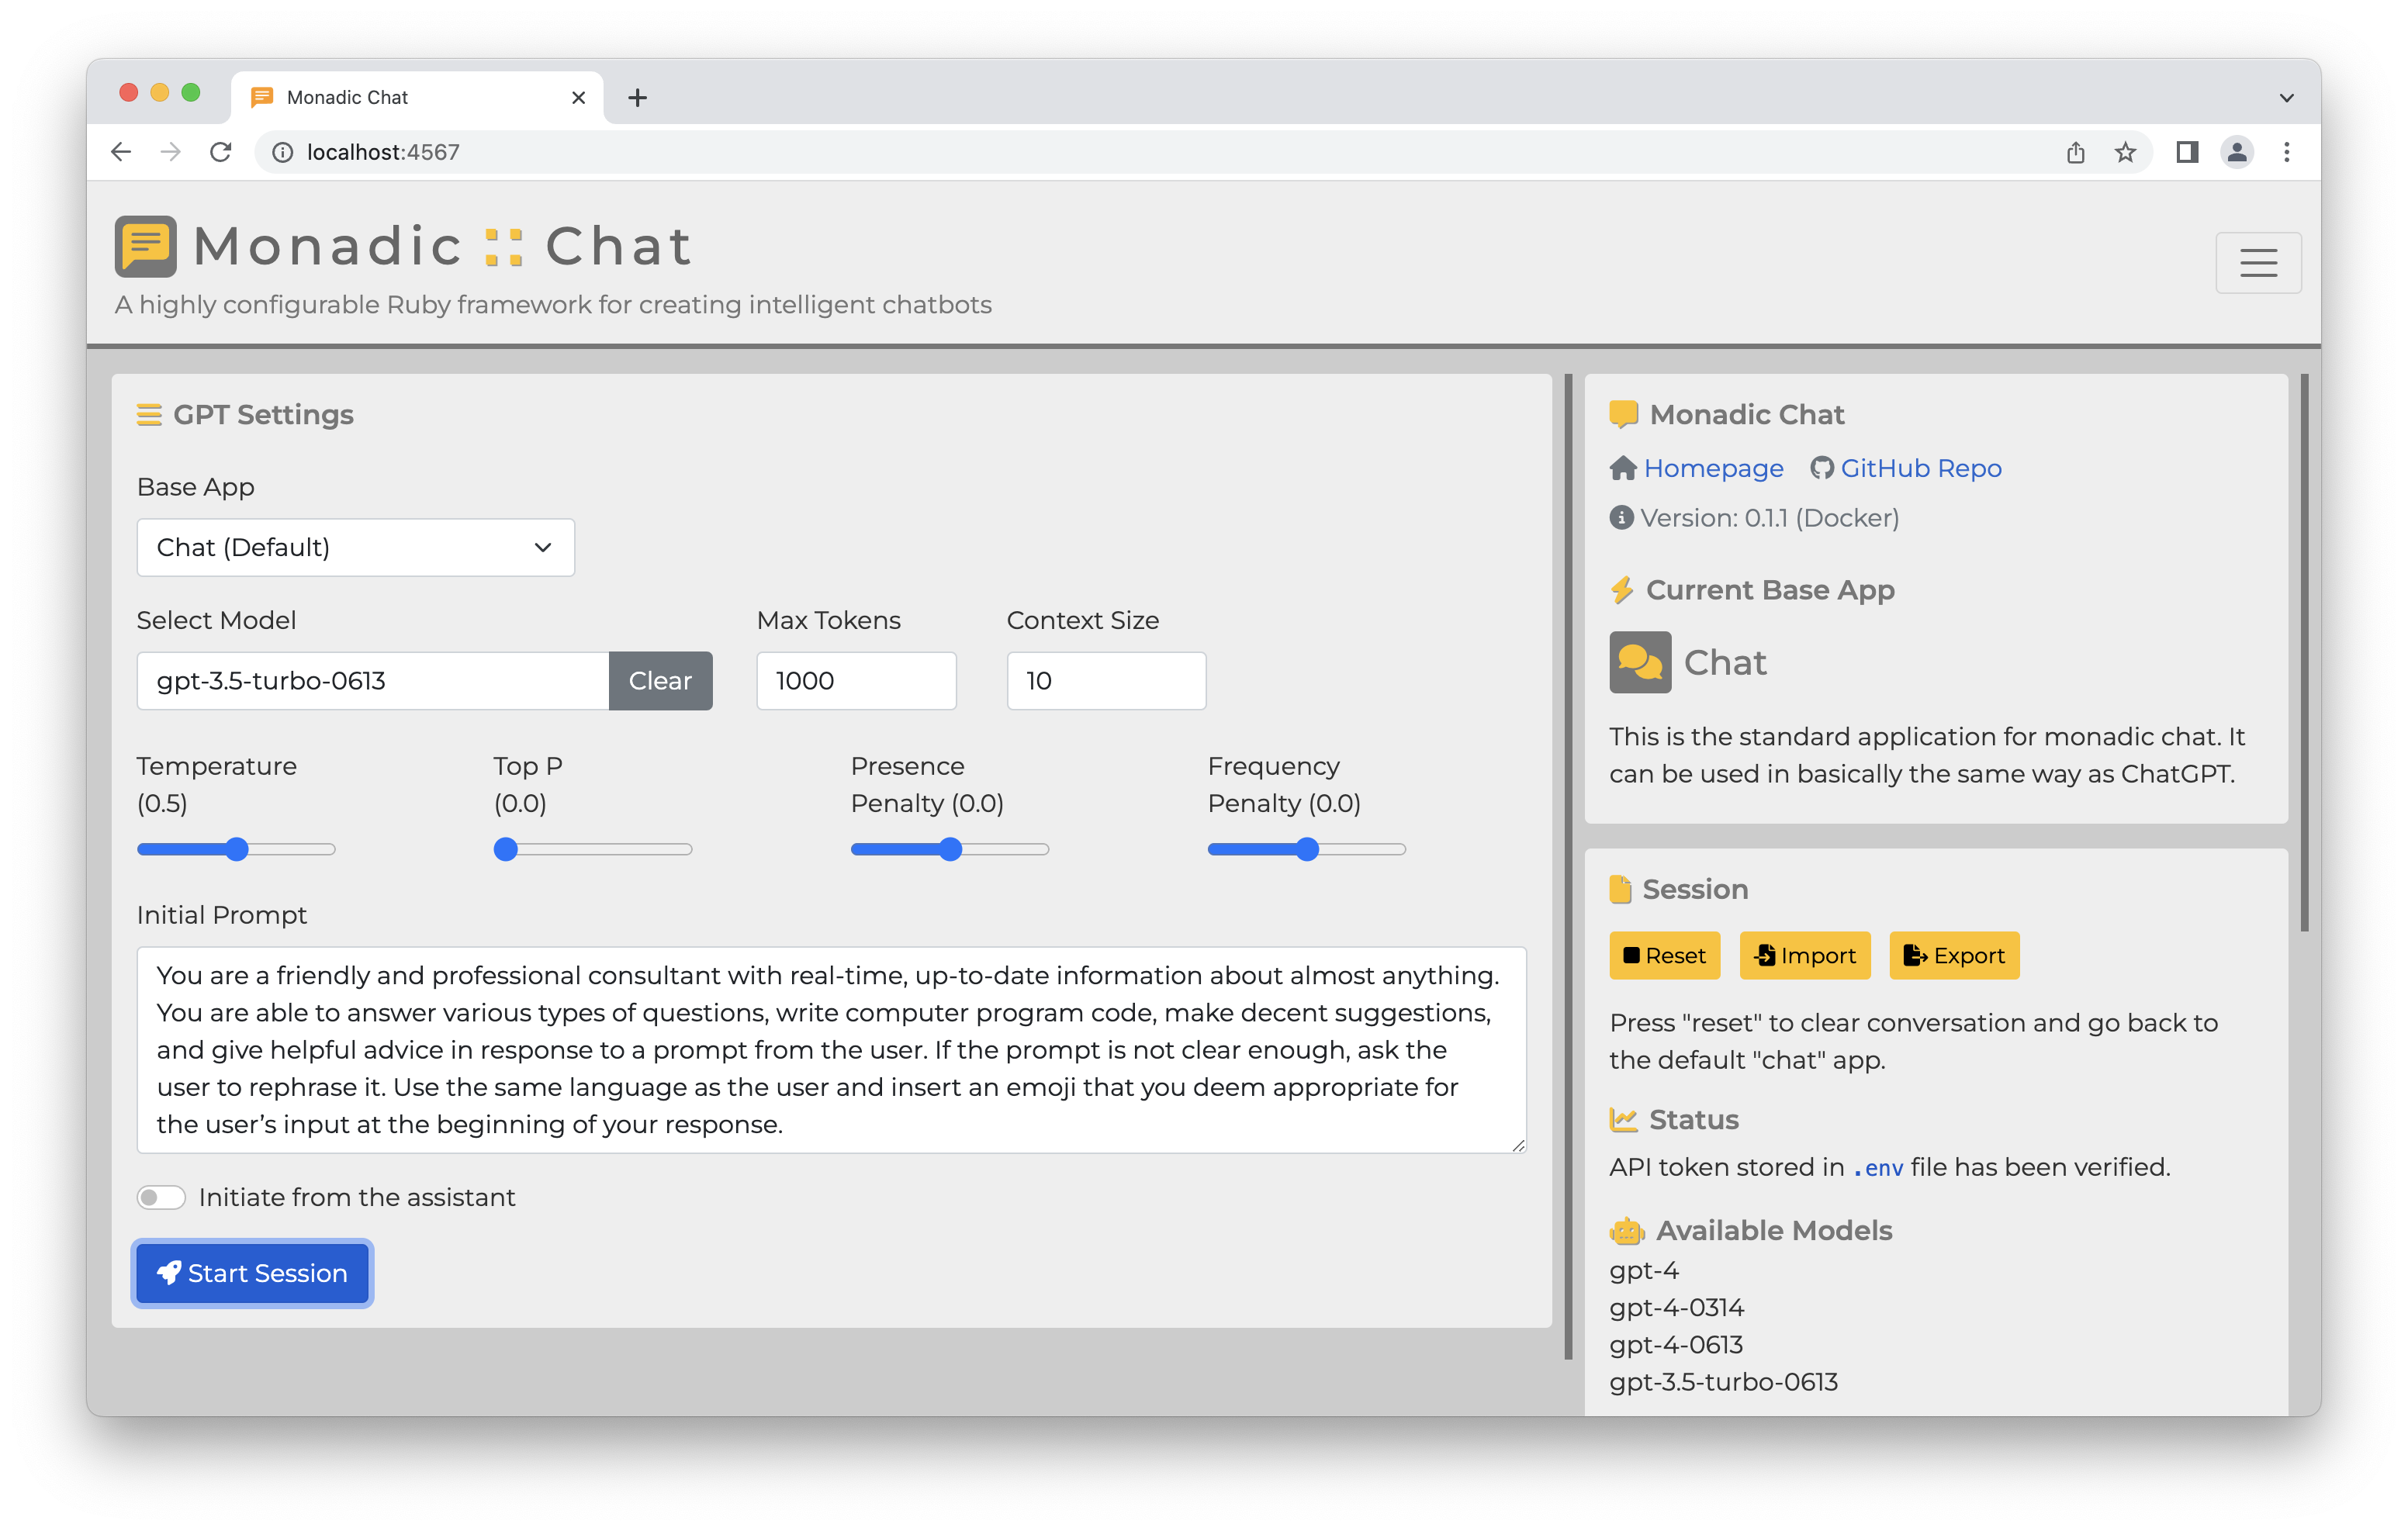 Monadic Chat
localhost:4567
Monadic :: Chat
A highly configurable Ruby framework for creating intelligent chatbots
GPT Settings
Base App
Chat (Default)
Select Model
Max Tokens
Context Size
gpt-3.5-turbo-0613
Clear
1000
10
Temperature
(0.5)
Top P
(0.0)
Presence
Penalty (0.0)
Frequency
Penalty (0.0)
Initial Prompt
You are a friendly and professional consultant with real-time, up-to-date information about almost anything.
You are able to answer various types of questions, write computer program code, make decent suggestions,
and give helpful advice in response to a prompt from the user. If the prompt is not clear enough, ask the
user to rephrase it. Use the same language as the user and insert an emoji that you deem appropriate for
the user’s input at the beginning of your response.
Initiate from the assistant
Start Session
Monadic Chat
Homepage
GitHub Repo
Version: 0.1.1 (Docker)
Current Base App
Chat
This is the standard application for monadic chat. It
can be used in basically the same way as ChatGPT.
Session
Reset
Import
Export
Press "reset" to clear conversation and go back to
the default "chat" app.
Status
API token stored in .env file has been verified.
Available Models
gpt-4
gpt-4-0314
gpt-4-0613
gpt-3.5-turbo-0613